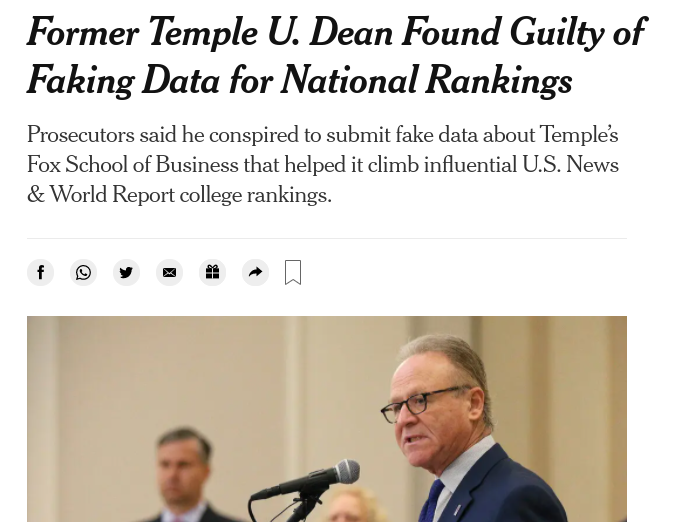 Former Temple U. Dean Found Guilty of
Faking Data for National Rankings
Prosecutors said he conspired to submit fake data about Temple’s
Fox School of Business that helped it climb influential U.S. News
& World Report college rankings.